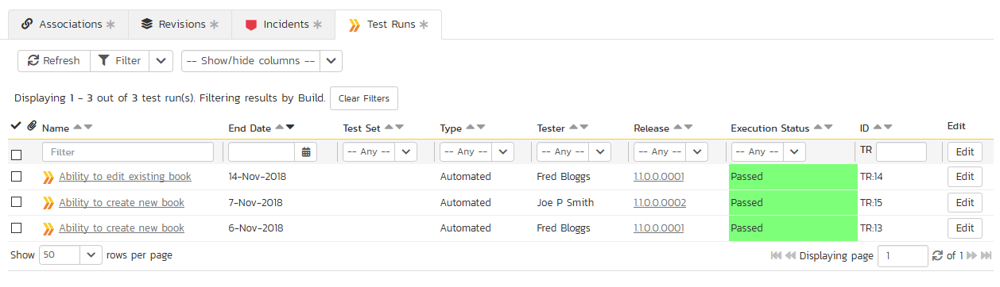 Associations * Revisions * Incidents * Test Runs *
Refresh Filter -- Show/hide columns --
Displaying 1 - 3 out of 3 test run(s). Filtering results by Build. Clear Filters
Name End Date Test Set Type Tester Release Execution Status ID Edit
Filter -- Any -- -- Any -- -- Any -- -- Any -- -- Any -- TR Edit
Ability to edit existing book 14-Nov-2018 Automated Fred Bloggs 1.1.0.0.0001 Passed TR:14 Edit
Ability to create new book 7-Nov-2018 Automated Joe P Smith 1.1.0.0.0002 Passed TR:15 Edit
Ability to create new book 6-Nov-2018 Automated Fred Bloggs 1.1.0.0.0001 Passed TR:13 Edit
Show 50 rows per page Displaying page 1 of 1